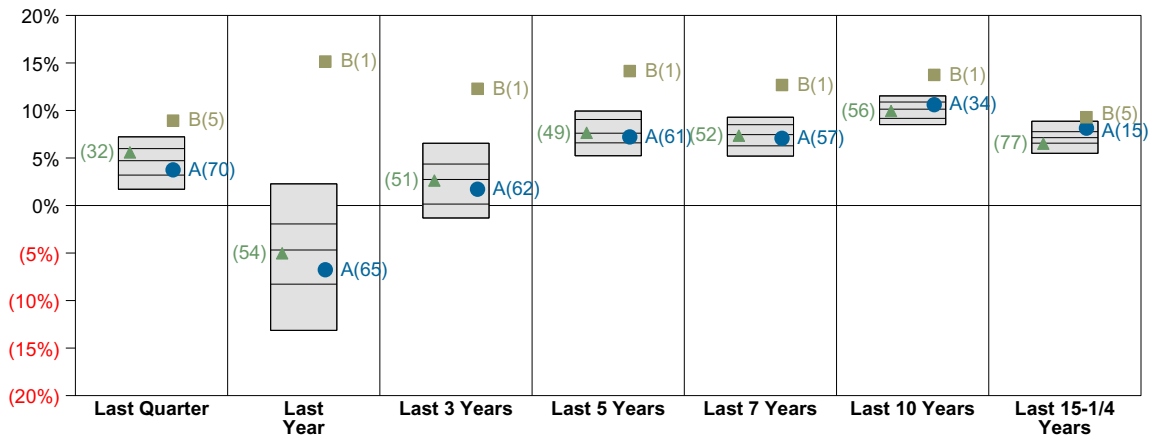 20%
15%
10%
5%
0%
(5%)
(10%)
(15%)
(20%)
B(5)
(32)
A(70)
B(1)
(54)
A(65)
B(1)
(51)
A(62)
B(1)
(49)
A(61)
B(1)
(52)
A(57)
B(1)
(56)
A(34)
B(5)
A(15)
(77)
Last Quarter
Last
Year
Last 3 Years
Last 5 Years
Last 7 Years
Last 10 Years
Last 15-1/4
Years